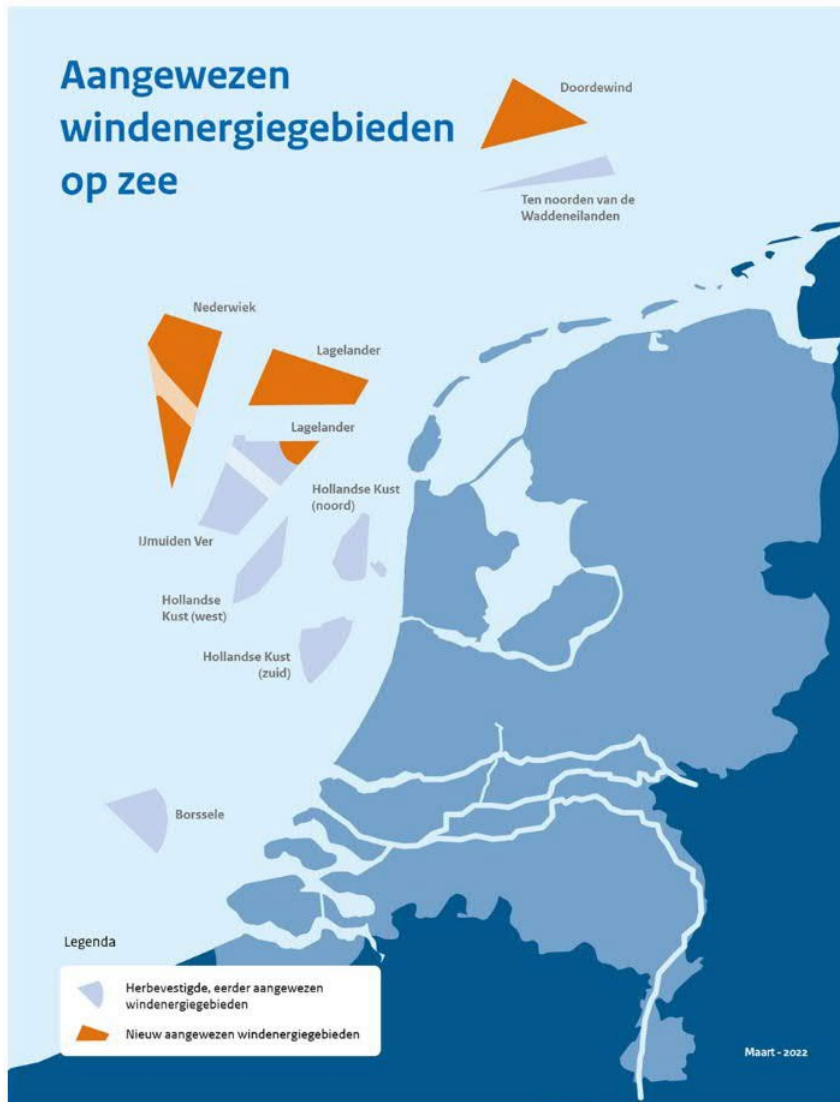 Aangewezen
windenergiegebieden
op zee
Doordewind
Ten noorden van de
Waddeneilanden
Nederwiek
Lagelander
Lagelander
Hollandse Kust
(noord)
IJmuiden Ver
Hollandse
Kust (west)
Hollandse Kust
(zuid)
Borssele
Legenda
Herbevestigde, eerder aangewezen
windenergiegebieden
Nieuw aangewezen windenergiegebieden
Maart - 2022